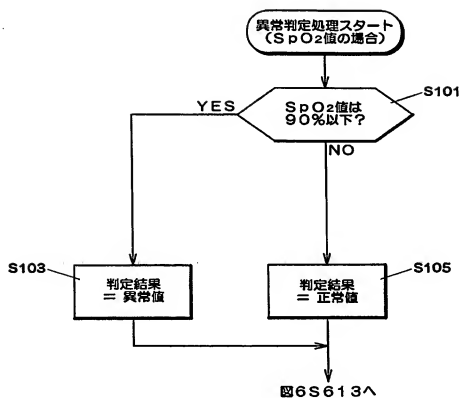 異常判定処理スタート
(SpO₂値の場合)
S101
YES
SpO₂値は
90%以下?
NO
S103
判定結果
= 異常値
S105
判定結果
= 正常値
図6S613へ